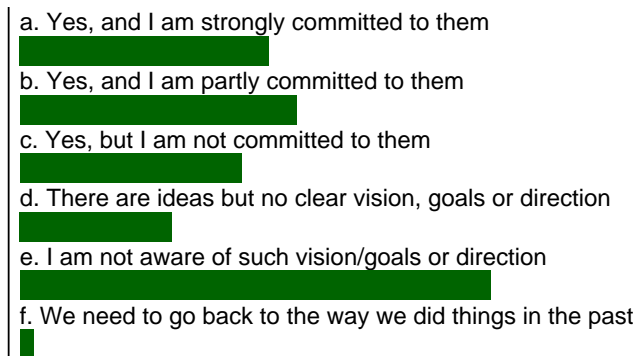 a. Yes, and I am strongly committed to them
b. Yes, and I am partly committed to them
c. Yes, but I am not committed to them
d. There are ideas but no clear vision, goals or direction
e. I am not aware of such vision/goals or direction
f. We need to go back to the way we did things in the past